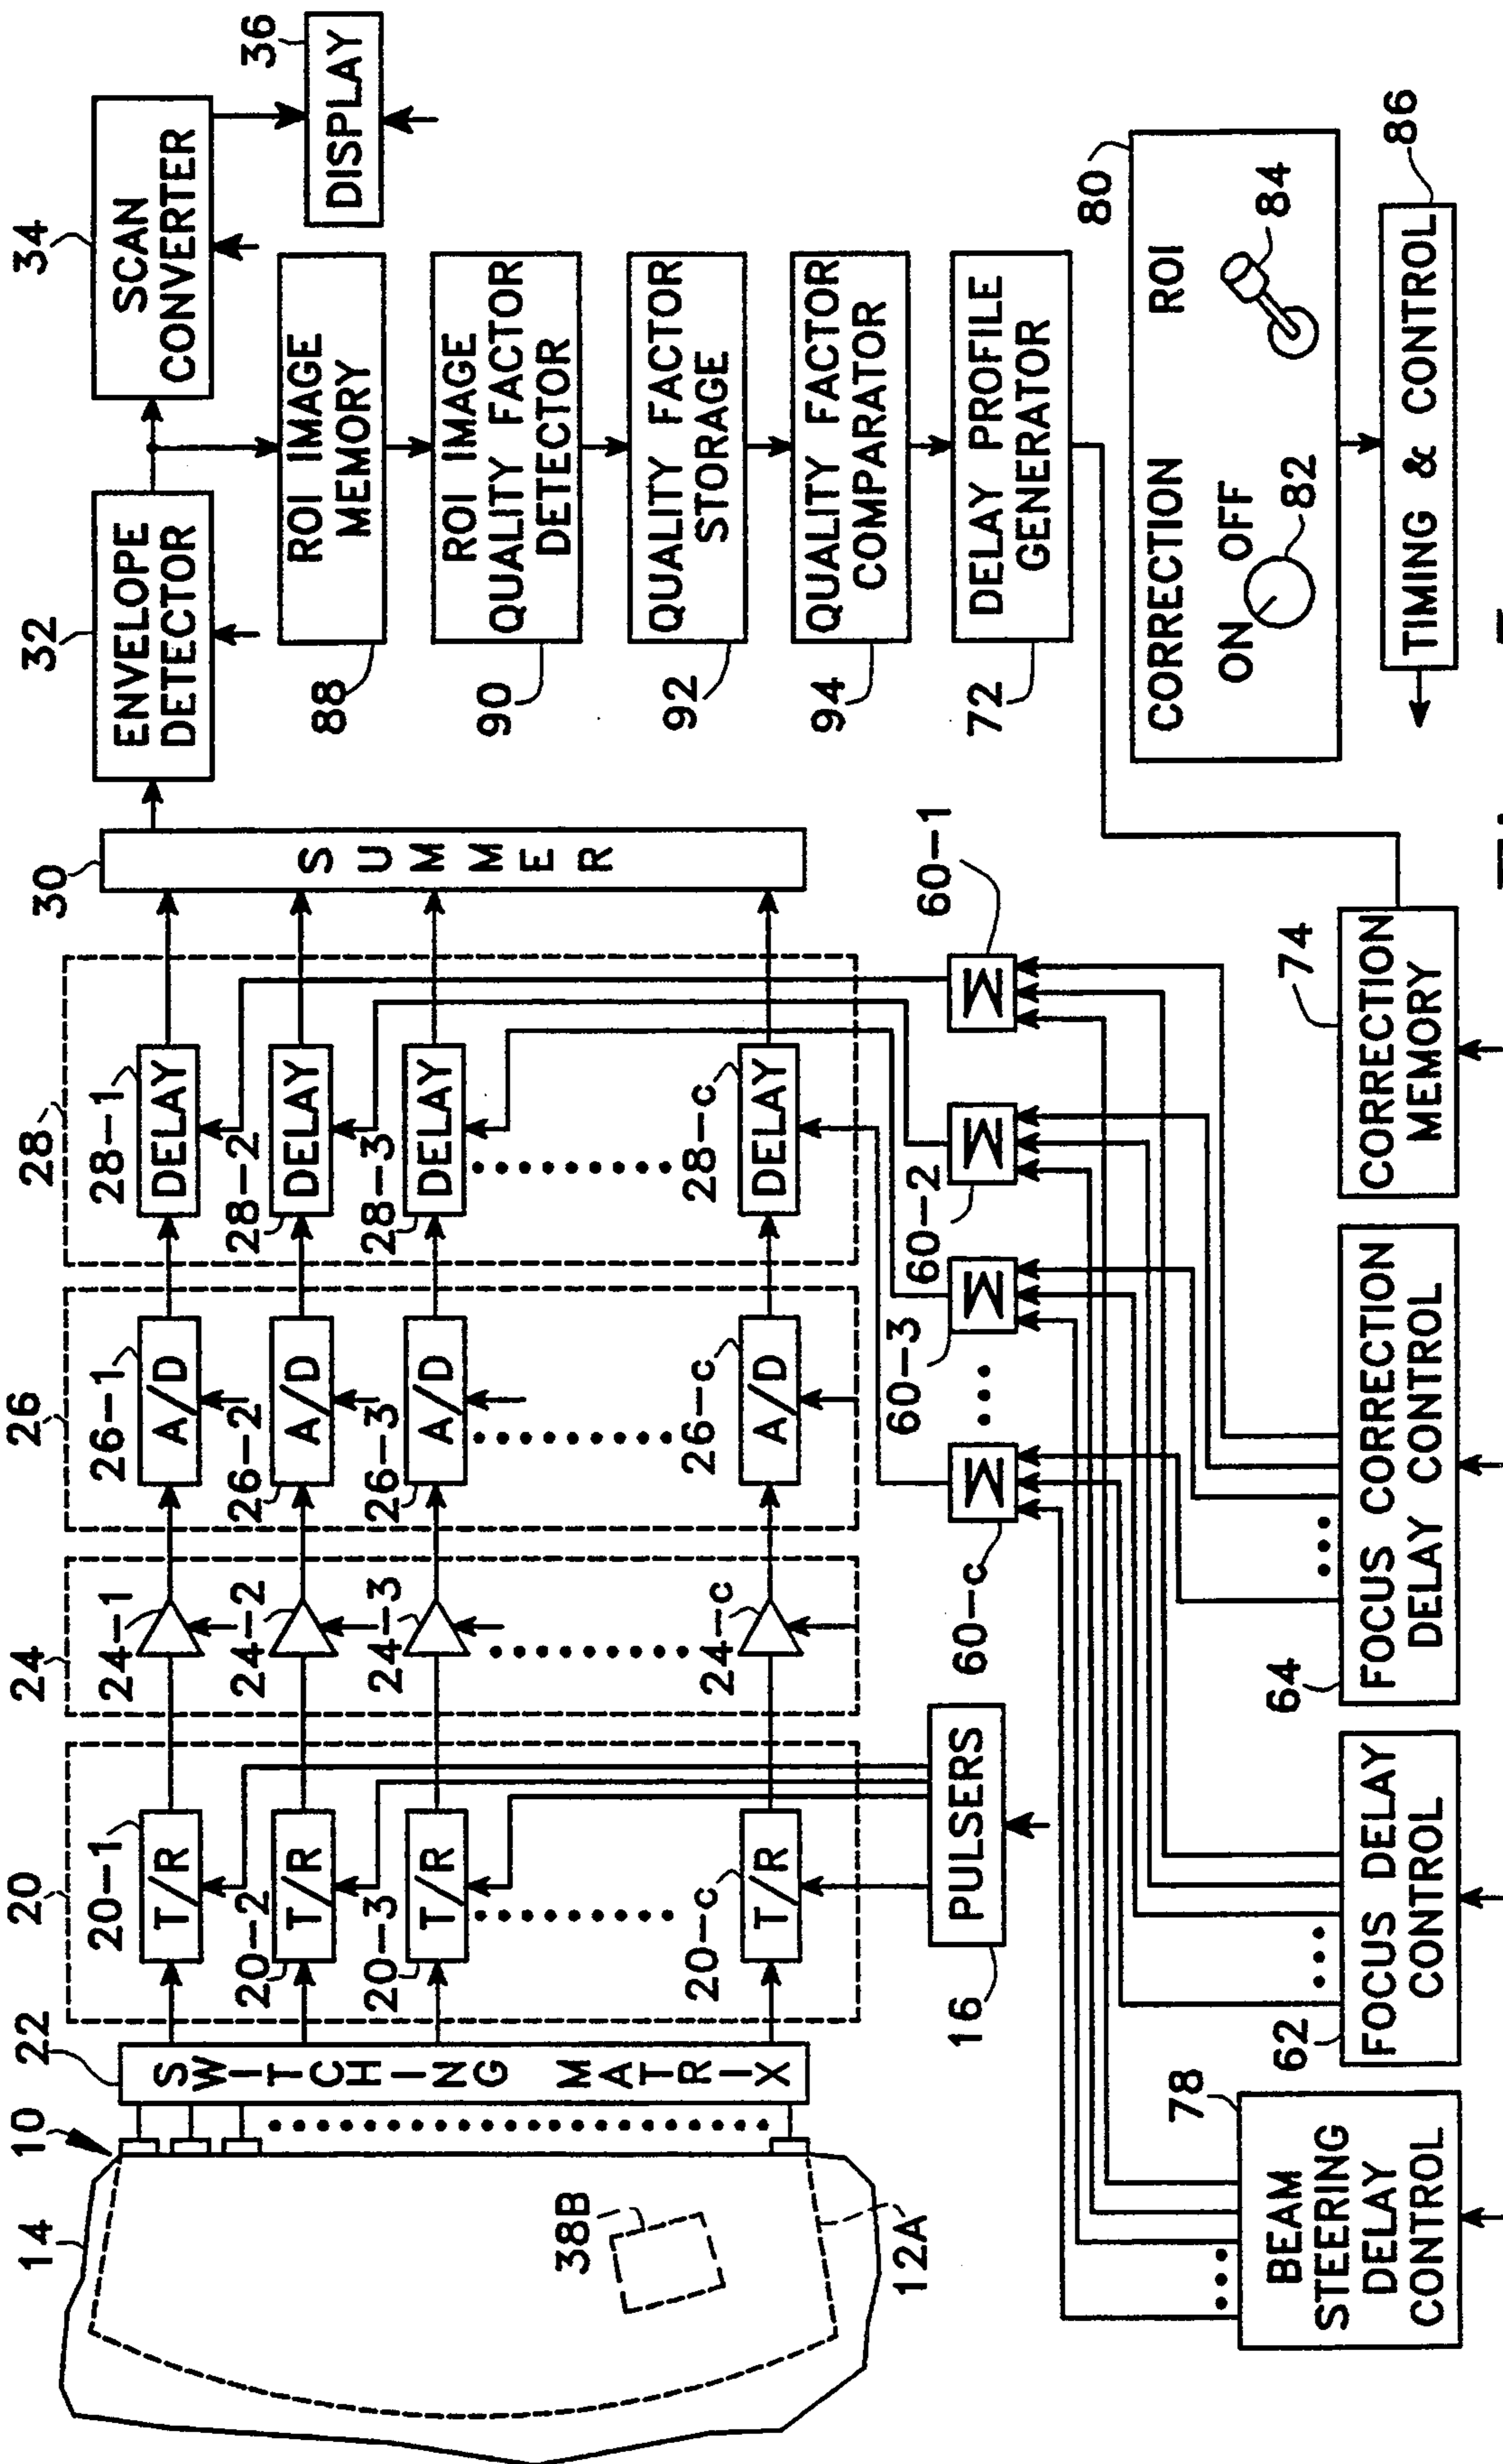 10
14
22
20
24
26
28
30
32
34
36
20-1
24-1
26-1
28-1
ENVELOPE
DETECTOR
SCAN
CONVERTER
DISPLAY
T/R
A/D
DELAY
20-2
24-2
26-2
28-2
T/R
A/D
DELAY
20-3
24-3
26-3
28-3
T/R
A/D
DELAY
20-c
24-c
26-c
28-c
T/R
A/D
DELAY
SWITCHING MATRIX
SUMMER
38B
12A
ROI IMAGE
MEMORY
88
ROI IMAGE
QUALITY FACTOR
DETECTOR
90
QUALITY FACTOR
STORAGE
92
QUALITY FACTOR
COMPARATOR
94
DELAY PROFILE
GENERATOR
72
PULSERS
16
Σ
Σ
Σ
Σ
60-c
60-3
60-2
60-1
80
CORRECTION
ROI
ON
OFF
82
84
TIMING & CONTROL
86
78
BEAM
STEERING
DELAY
CONTROL
62
FOCUS DELAY
CONTROL
64
FOCUS CORRECTION
DELAY CONTROL
74
CORRECTION
MEMORY